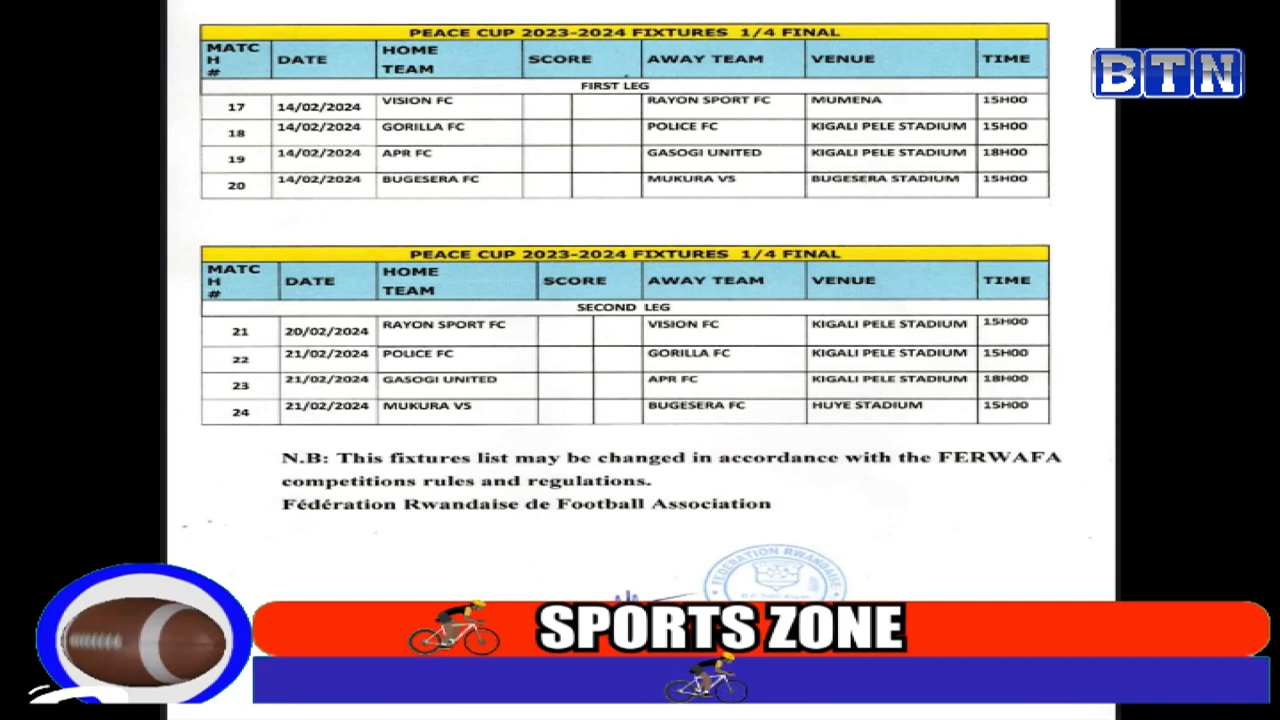 PEACE CUP 2023-2024 FIXTURES 1/4 FINAL
MATC
H
# DATE HOME TEAM SCORE AWAY TEAM VENUE TIME
FIRST LEG
17 14/02/2024 VISION FC RAYON SPORT FC MUMENA 15H00
18 14/02/2024 GORILLA FC POLICE FC KIGALI PELE STADIUM 15H00
19 14/02/2024 APR FC GASOGI UNITED KIGALI PELE STADIUM 18H00
20 14/02/2024 BUGESERA FC MUKURA VS BUGESERA STADIUM 15H00
BTN
PEACE CUP 2023-2024 FIXTURES 1/4 FINAL
MATC
H
# DATE HOME TEAM SCORE AWAY TEAM VENUE TIME
SECOND LEG
21 20/02/2024 RAYON SPORT FC VISION FC KIGALI PELE STADIUM 15H00
22 21/02/2024 POLICE FC GORILLA FC KIGALI PELE STADIUM 15H00
23 21/02/2024 GASOGI UNITED APR FC KIGALI PELE STADIUM 18H00
24 21/02/2024 MUKURA VS BUGESERA FC HUYE STADIUM 15H00
N.B: This fixtures list may be changed in accordance with the FERWAFA
competitions rules and regulations.
Fédération Rwandaise de Football Association
FEDERATION RWANDAISE
SPORTS ZONE